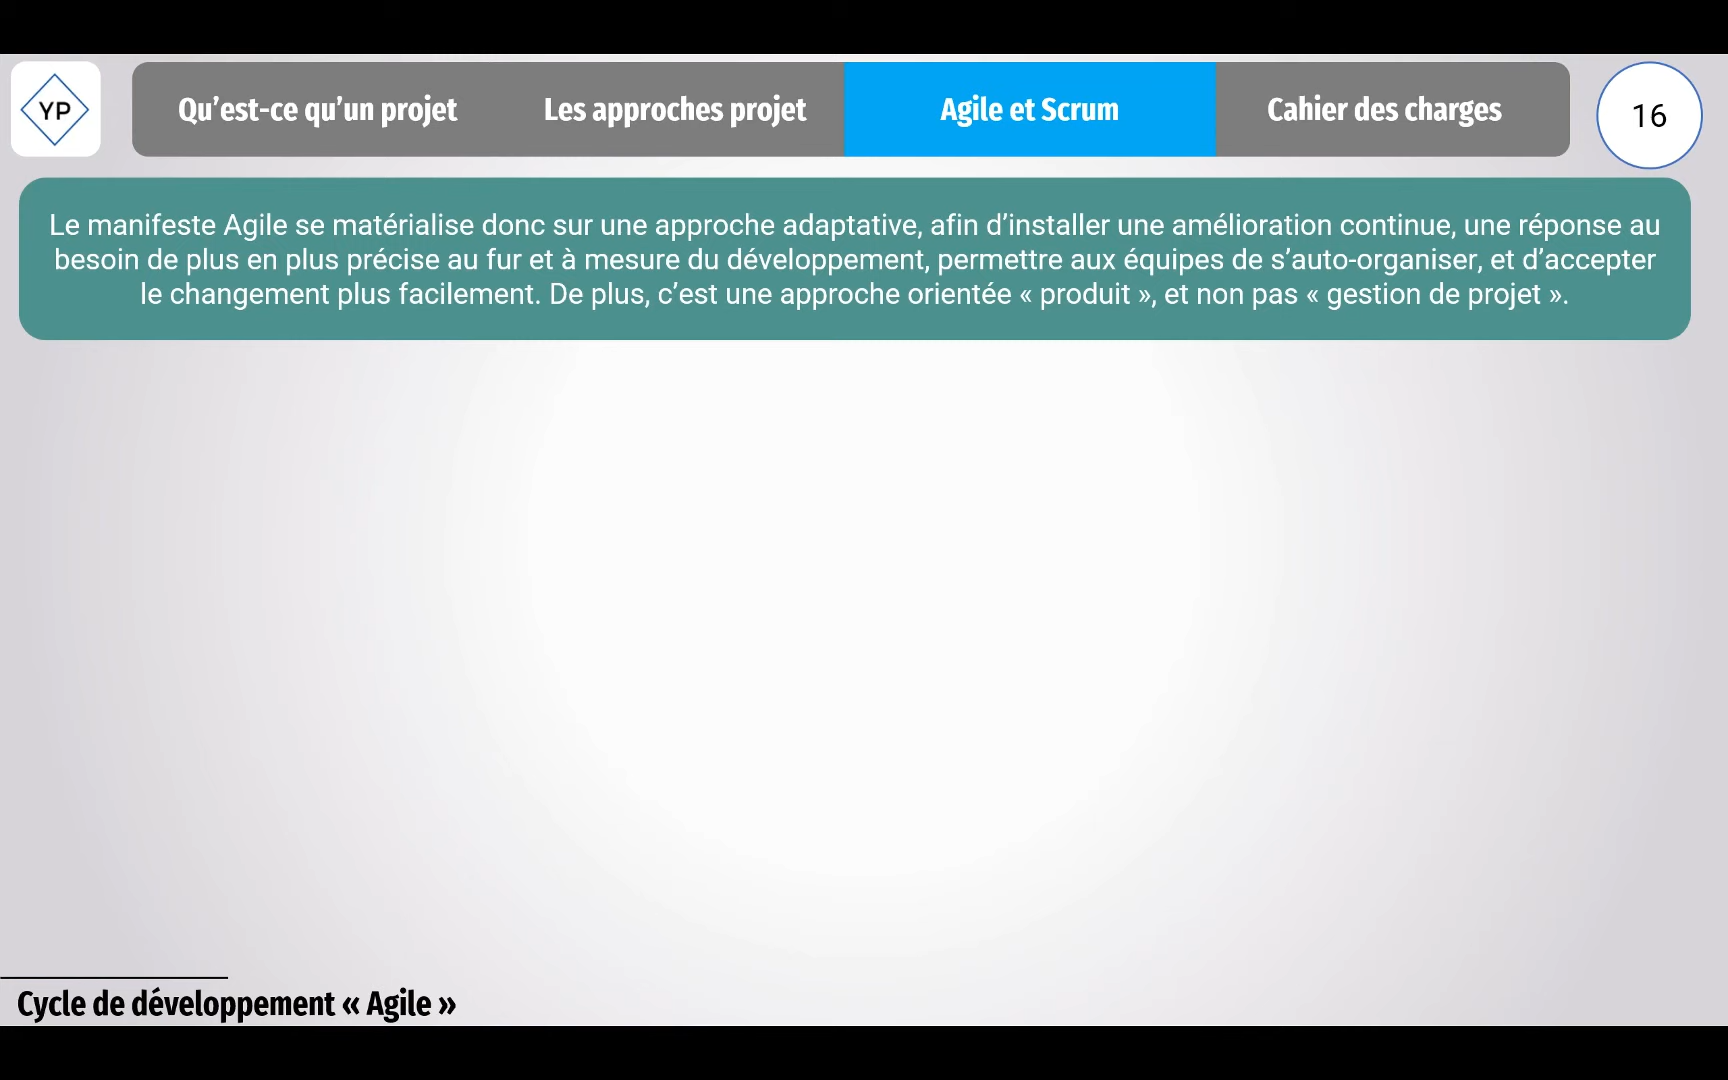 YP
Qu’est-ce qu’un projet
Les approches projet
Agile et Scrum
Cahier des charges
16
Le manifeste Agile se matérialise donc sur une approche adaptative, afin d’installer une amélioration continue, une réponse au
besoin de plus en plus précise au fur et à mesure du développement, permettre aux équipes de s’auto-organiser, et d’accepter
le changement plus facilement. De plus, c’est une approche orientée « produit », et non pas « gestion de projet ».
Cycle de développement « Agile »